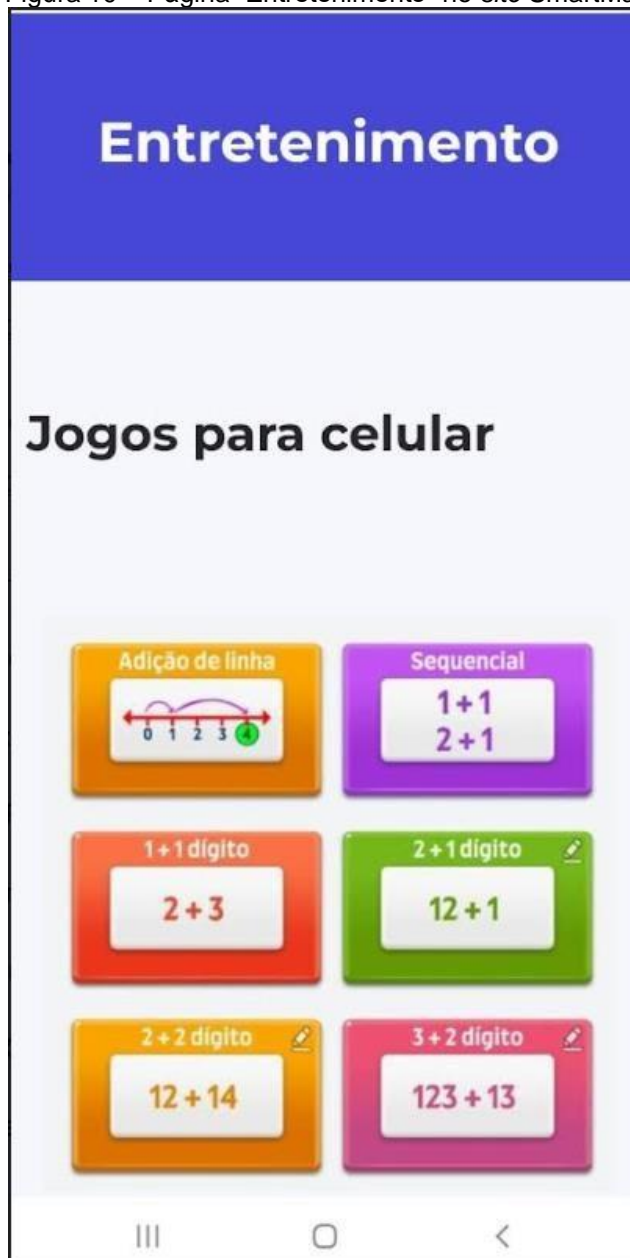 Entretenimento
Jogos para celular
Adição de linha
0 1 2 3 4
Sequencial
1+1
2+1
1+1 dígito
2+3
2+1 dígito
12+1
2+2 dígito
12+14
3+2 dígito
123+13